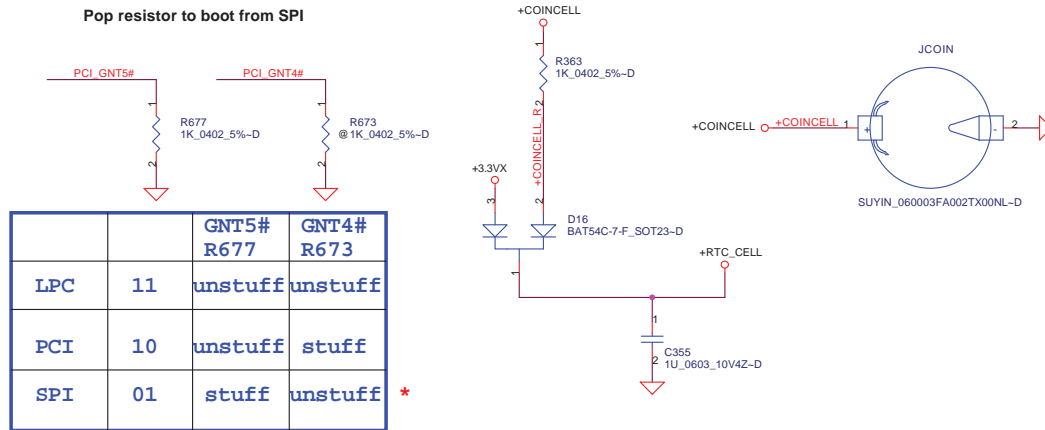 Pop resistor to boot from SPI
PCI_GNT5#
PCI_GNT4#
1
1
R677
1K_0402_5%~D
R673
@ 1K_0402_5%~D
2
2
GNT5# GNT4#
R677 R673
LPC 11 unstuff unstuff
PCI 10 unstuff stuff
SPI 01 stuff unstuff *
+COINCELL
1
R363
1K_0402_5%~D
2
+COINCELL_R
+3.3VX
3
2
D16
BAT54C-7-F_SOT23~D
1
+RTC_CELL
1
C355
1U_0603_10V4Z~D
2
JCOIN
+COINCELL
+COINCELL
1
+
-
2
SUYIN_060003FA002TX00NL~D